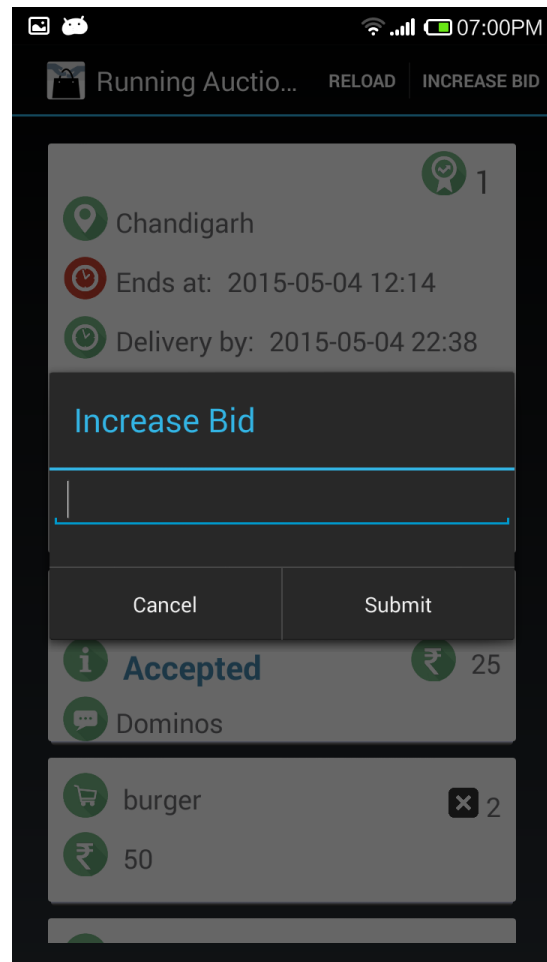 07:00PM
Running Auctio... RELOAD INCREASE BID
1
Chandigarh
Ends at: 2015-05-04 12:14
Delivery by: 2015-05-04 22:38
Increase Bid
Cancel Submit
Accepted ₹ 25
Dominos
burger 2
₹ 50